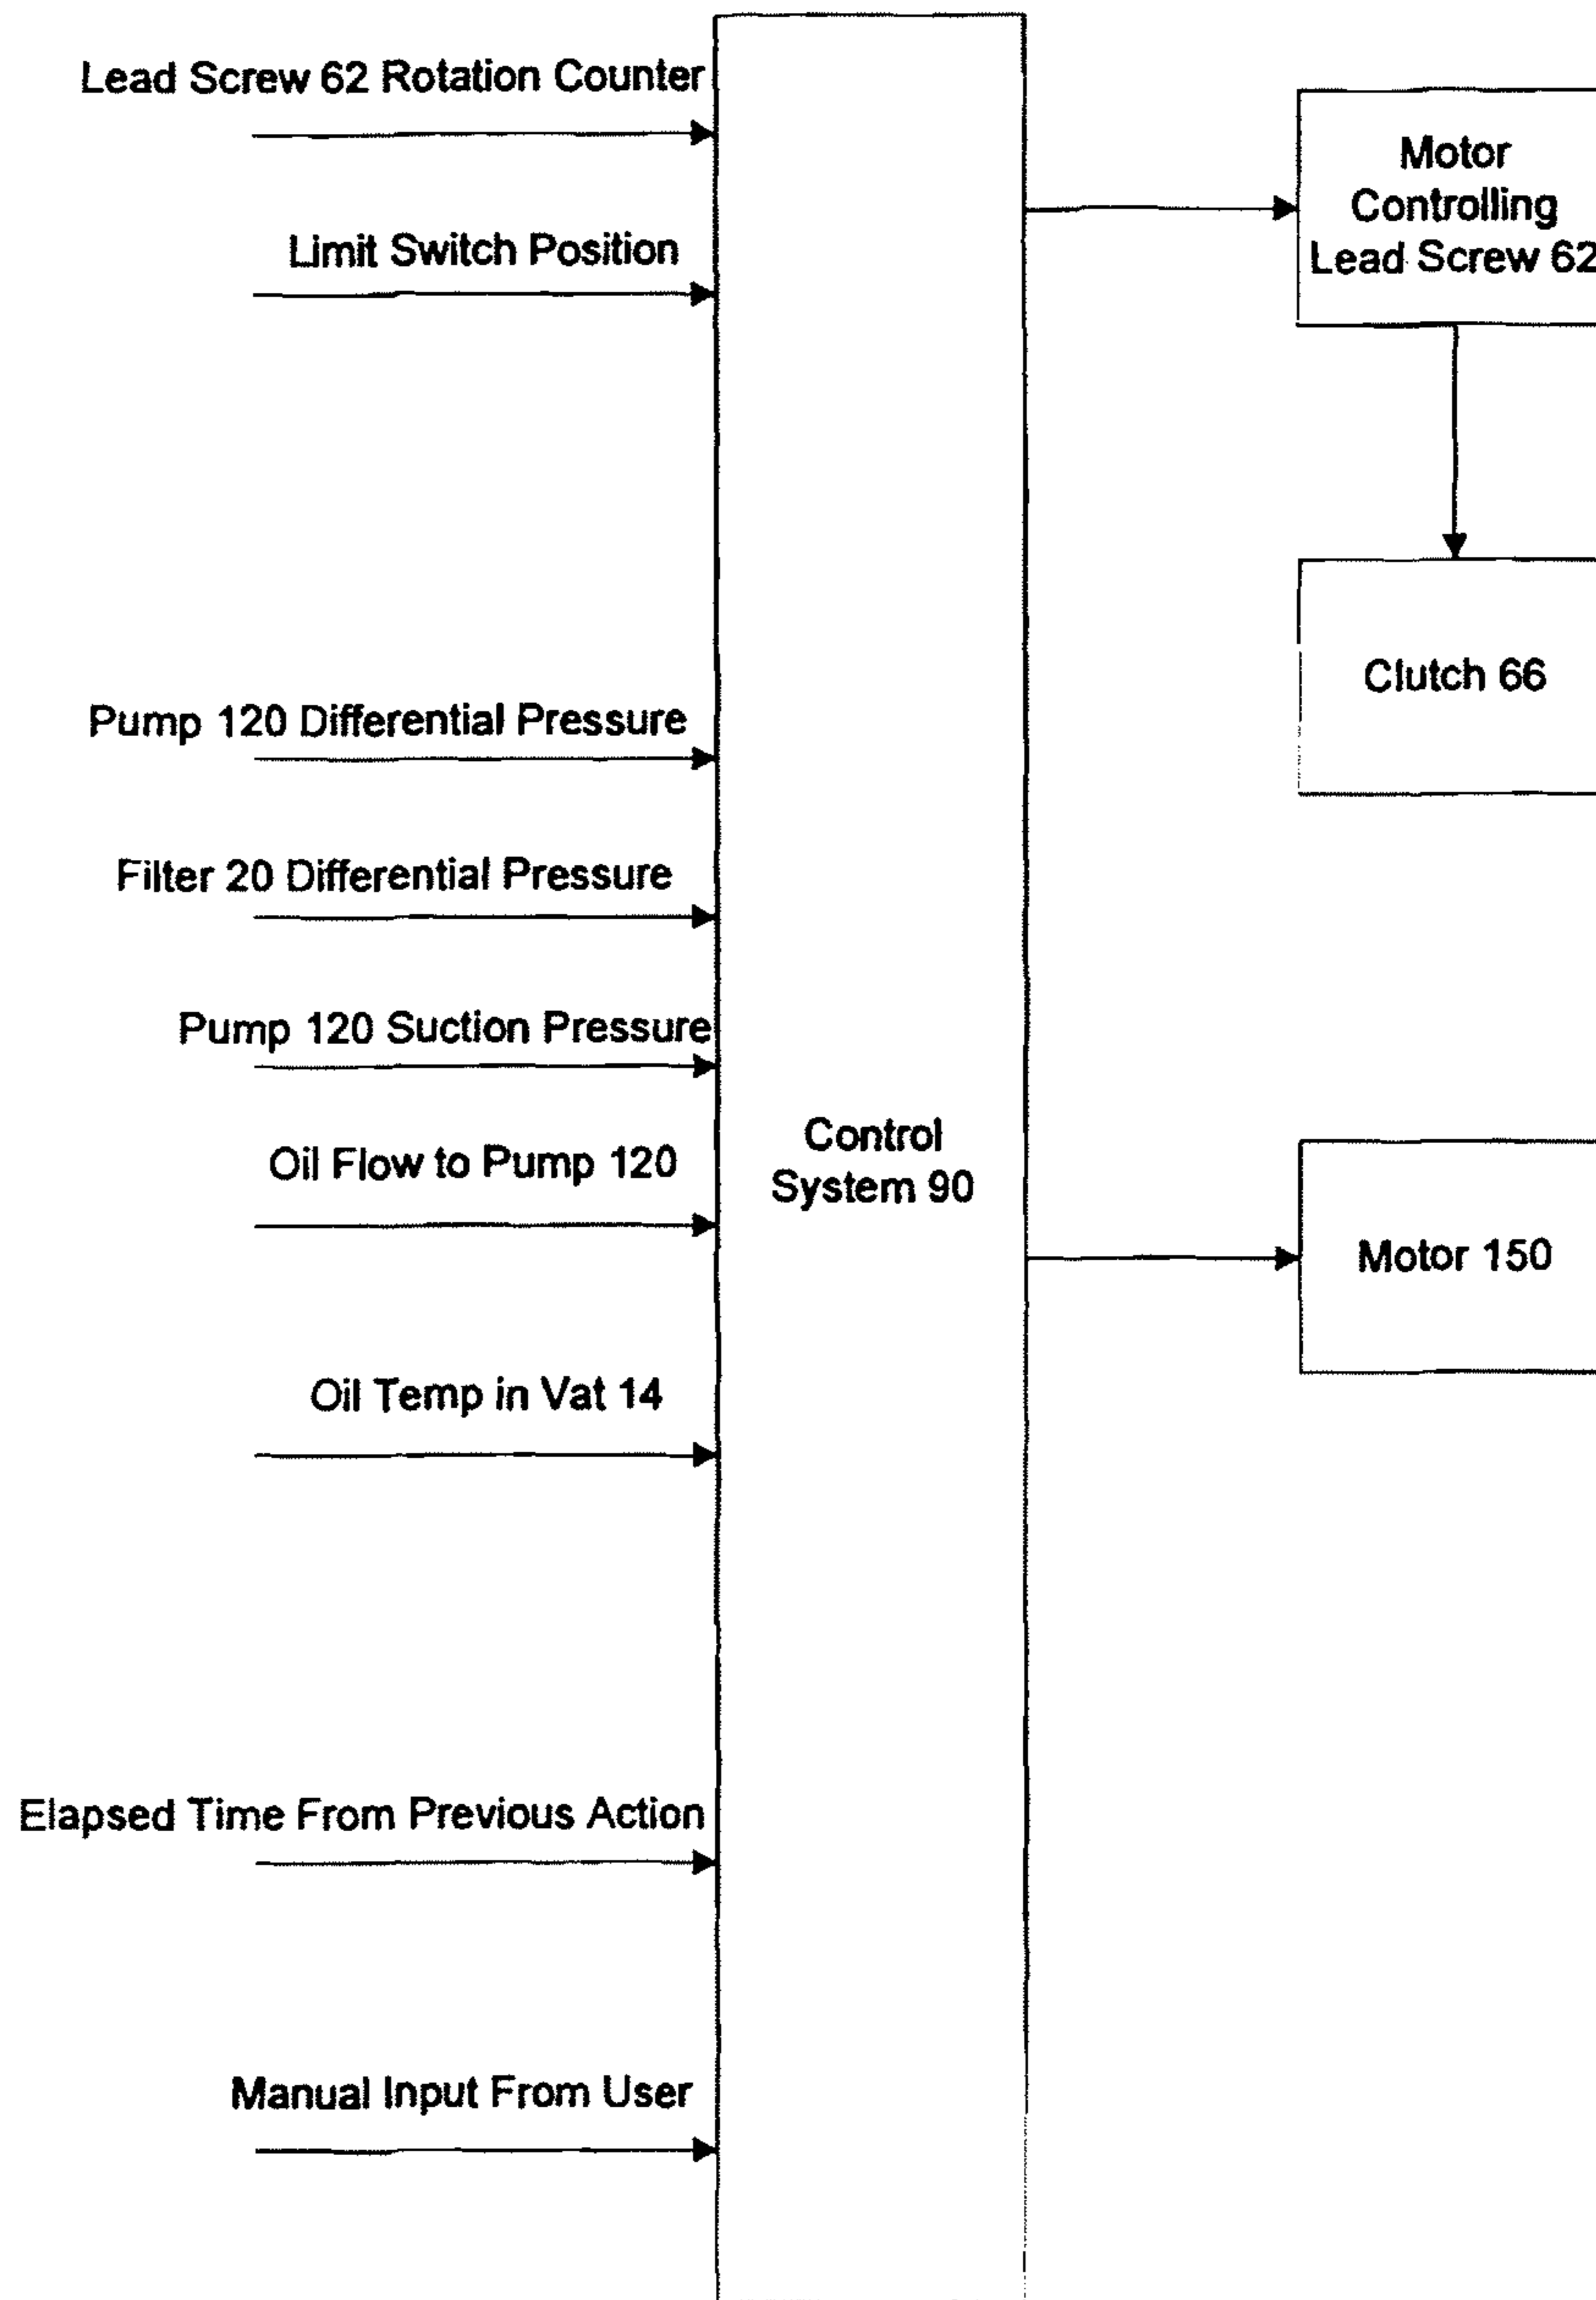 Lead Screw 62 Rotation Counter
Limit Switch Position
Pump 120 Differential Pressure
Filter 20 Differential Pressure
Pump 120 Suction Pressure
Oil Flow to Pump 120
Oil Temp in Vat 14
Elapsed Time From Previous Action
Manual Input From User
Control
System 90
Motor
Controlling
Lead Screw 62
Clutch 66
Motor 150